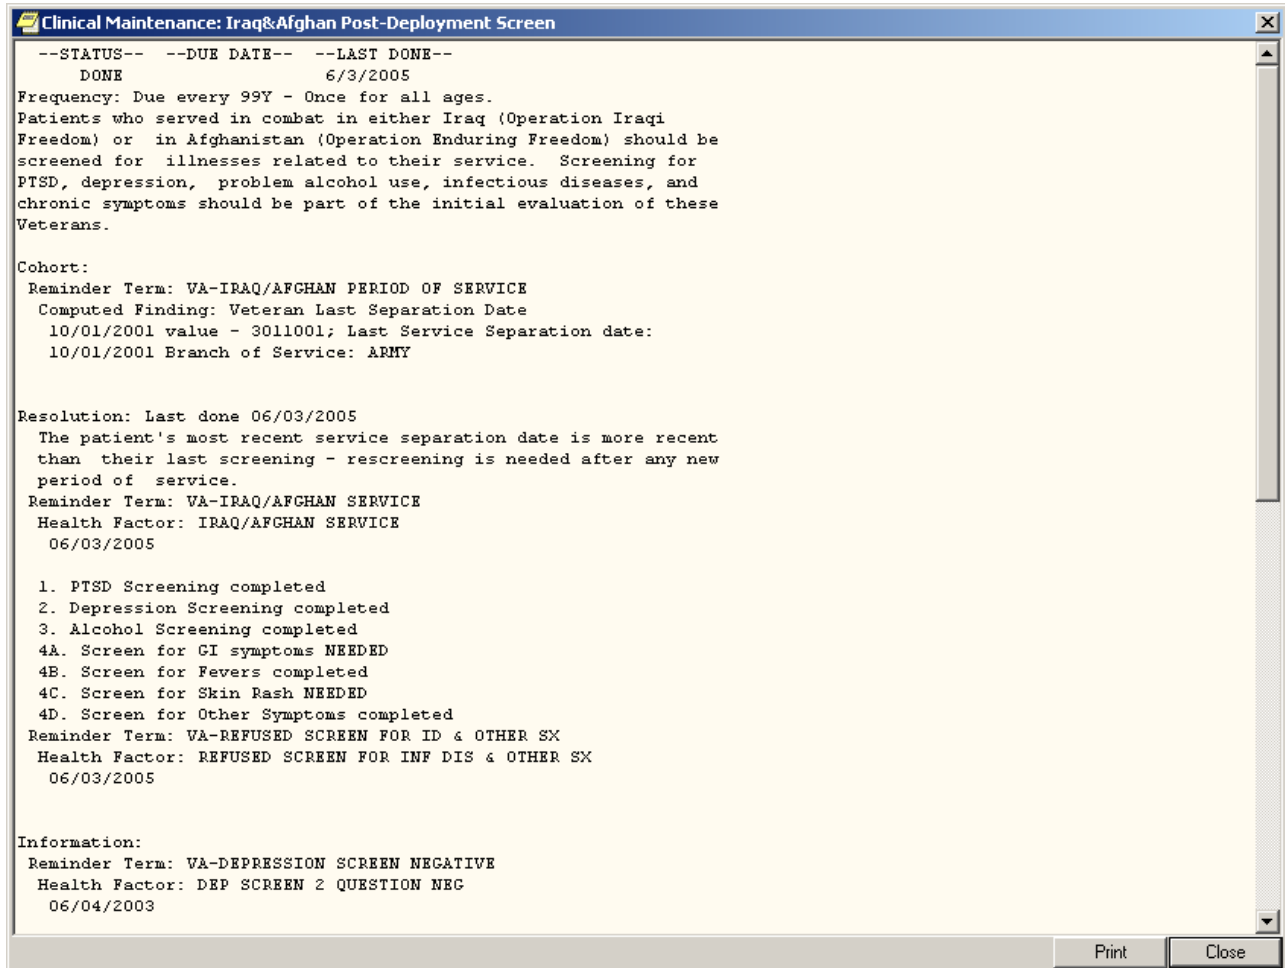 Clinical Maintenance: Iraq&Afghan Post-Deployment Screen
--STATUS-- --DUE DATE-- --LAST DONE--
DONE 6/3/2005
Frequency: Due every 99Y - Once for all ages.
Patients who served in combat in either Iraq (Operation Iraqi
Freedom) or in Afghanistan (Operation Enduring Freedom) should be
screened for illnesses related to their service. Screening for
PTSD, depression, problem alcohol use, infectious diseases, and
chronic symptoms should be part of the initial evaluation of these
Veterans.
Cohort:
Reminder Term: VA-IRAQ/AFGHAN PERIOD OF SERVICE
Computed Finding: Veteran Last Separation Date
10/01/2001 value - 3011001; Last Service Separation date:
10/01/2001 Branch of Service: ARMY
Resolution: Last done 06/03/2005
The patient's most recent service separation date is more recent
than their last screening - rescreening is needed after any new
period of service.
Reminder Term: VA-IRAQ/AFGHAN SERVICE
Health Factor: IRAQ/AFGHAN SERVICE
06/03/2005
1. PTSD Screening completed
2. Depression Screening completed
3. Alcohol Screening completed
4A. Screen for GI symptoms NEEDED
4B. Screen for Fevers completed
4C. Screen for Skin Rash NEEDED
4D. Screen for Other Symptoms completed
Reminder Term: VA-REFUSED SCREEN FOR ID & OTHER SX
Health Factor: REFUSED SCREEN FOR INF DIS & OTHER SX
06/03/2005
Information:
Reminder Term: VA-DEPRESSION SCREEN NEGATIVE
Health Factor: DEP SCREEN 2 QUESTION NEG
06/04/2003
Print Close